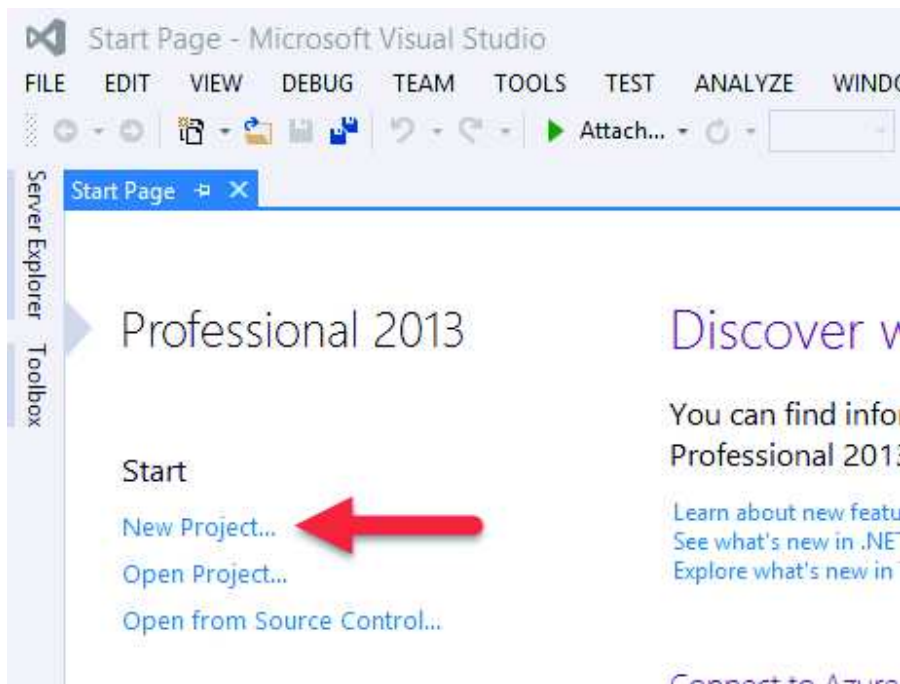 Start Page - Microsoft Visual Studio
FILE EDIT VIEW DEBUG TEAM TOOLS TEST ANALYZE
Attach...
Start Page
Server Explorer
Toolbox
Professional 2013
Discover
You can find
Professional 2013
Start
New Project...
Open Project...
Open from Source Control...
Learn about new
See what's new in .NET
Explore what's new in